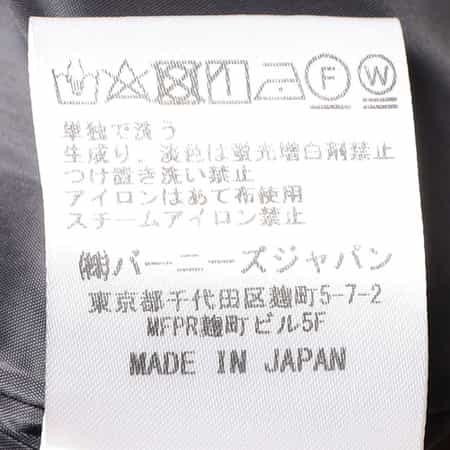 F W
単独で洗う
生成り、淡色は蛍光増白剤禁止
つけ置き洗い禁止
アイロンはあて布使用
スチームアイロン禁止
㈱バーニーズジャパン
東京都千代田区麹町5-7-2
MFPR麹町ビル5F
MADE IN JAPAN